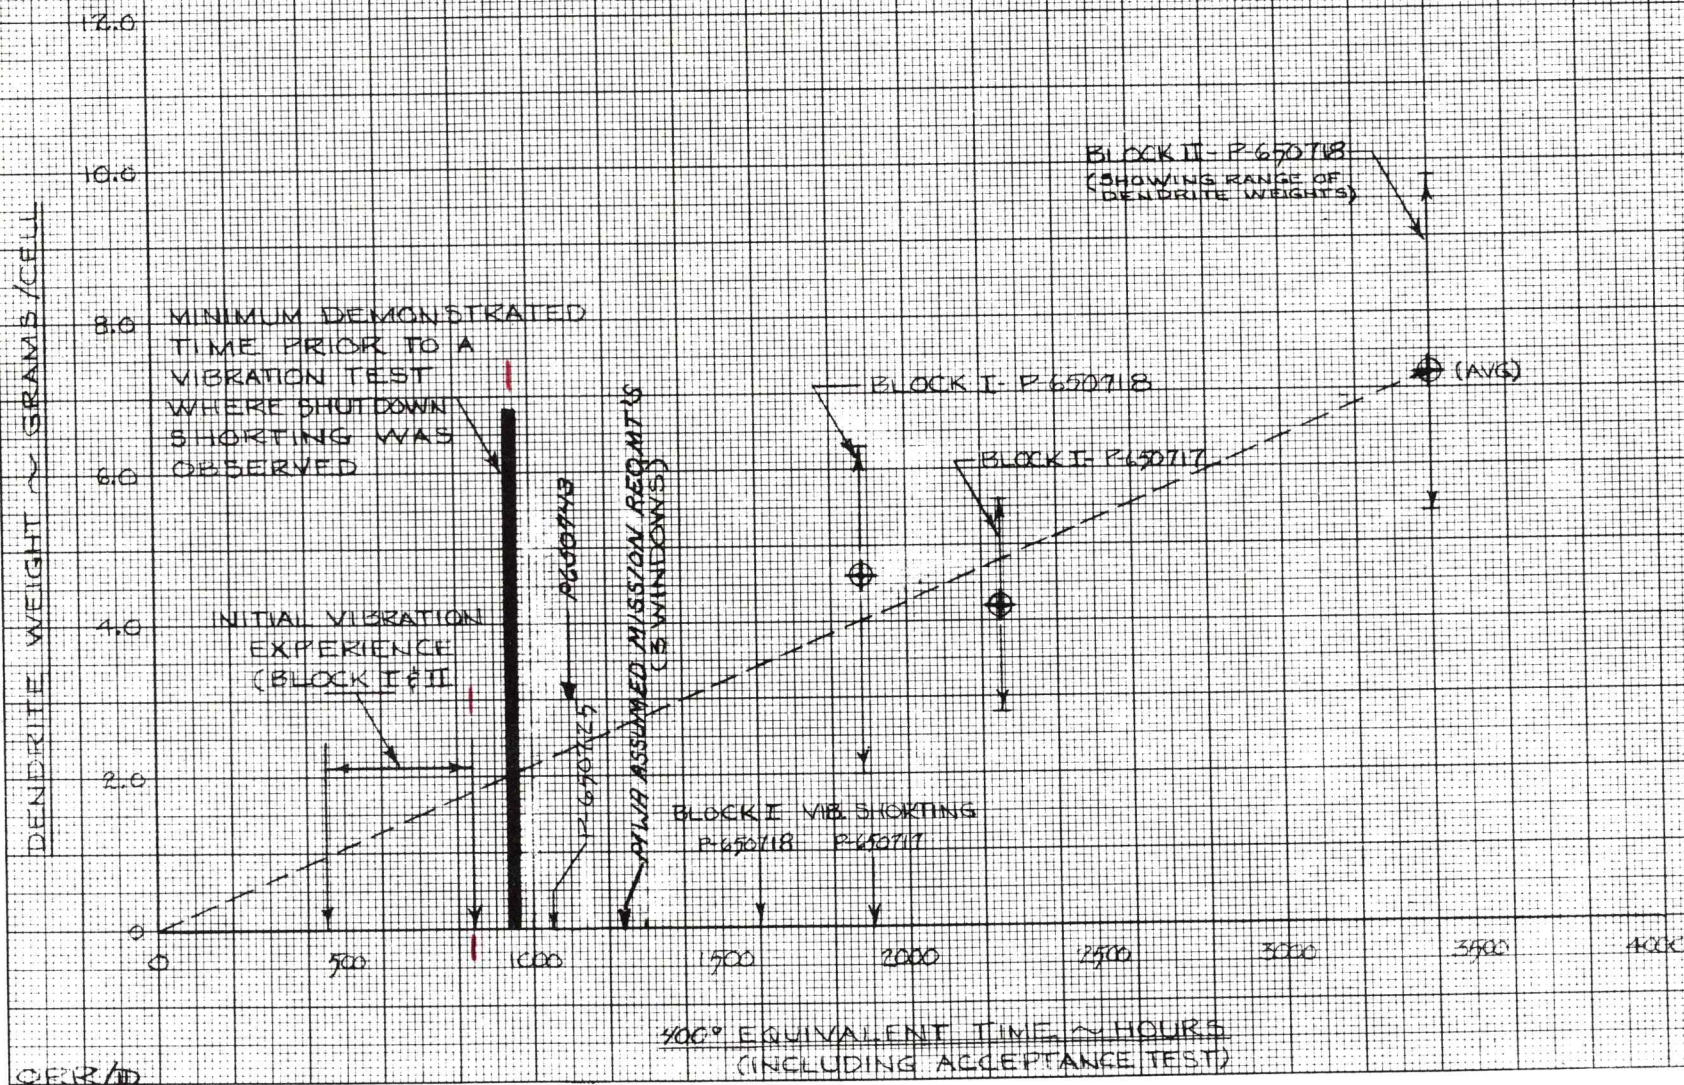 12.0
10.0
8.0
6.0
4.0
2.0
0
DENDRITE WEIGHT ~ GRAMS/CELL
BLOCK II - P-650718
(SHOWING RANGE OF
DENDRITE WEIGHTS)
MINIMUM DEMONSTRATED
TIME PRIOR TO A
VIBRATION TEST
WHERE SHUTDOWN
SHORTING WAS
OBSERVED
BLOCK I - P-650718
(AVG)
BLOCK I - P-650717
INITIAL VIBRATION
EXPERIENCE
(BLOCK I & II
P650743
P-650725
PWA ASSUMED MISSION REQMT'S
(3 WINDOWS)
BLOCK I VIB. SHORTING
P-650718 P-650717
0 500 1000 1500 2000 2500 3000 3500 4000
400° EQUIVALENT TIME ~ HOURS
(INCLUDING ACCEPTANCE TEST)